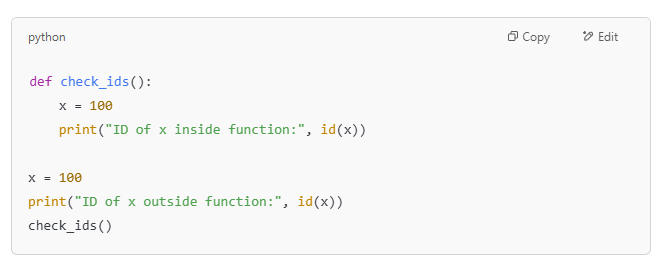 python Copy Edit
def check_ids():
    x = 100
    print("ID of x inside function:", id(x))
x = 100
print("ID of x outside function:", id(x))
check_ids()